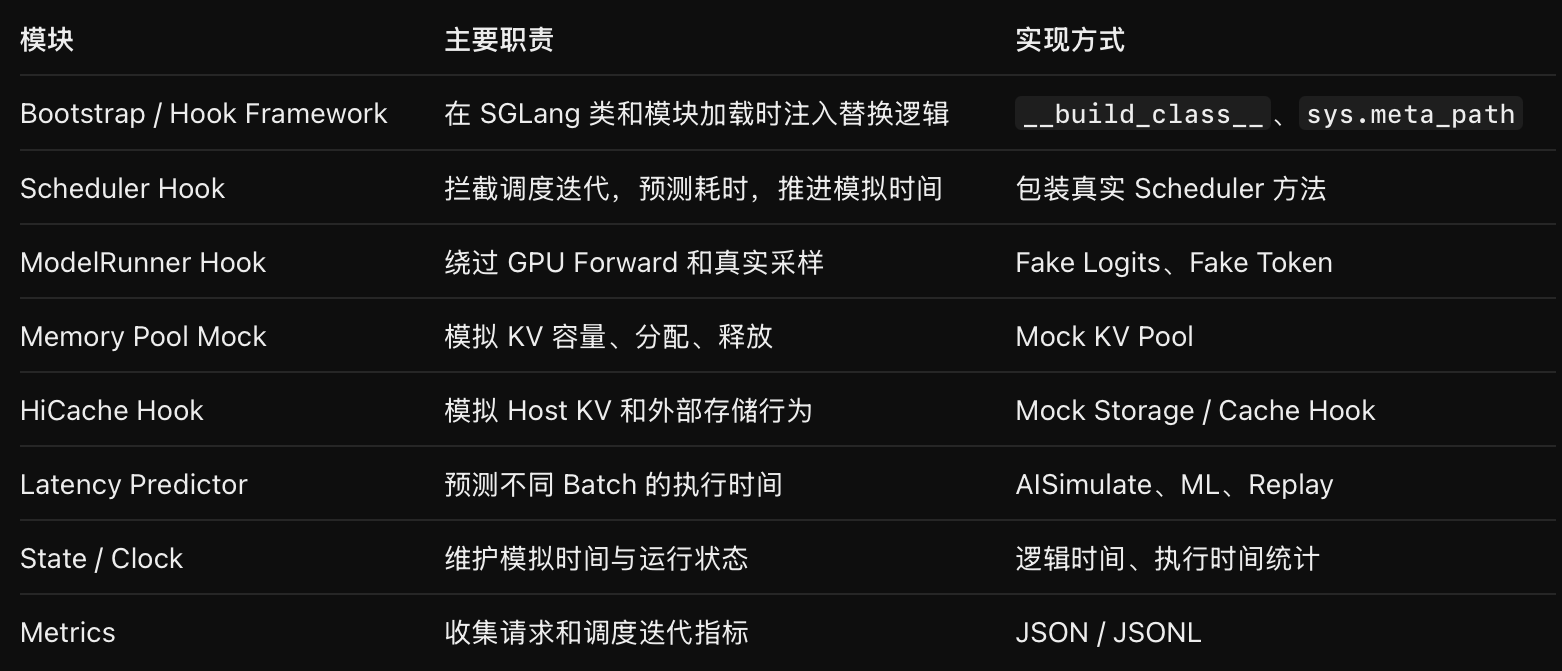 模块 主要职责 实现方式
Bootstrap / Hook Framework 在 SGLang 类和模块加载时注入替换逻辑 __build_class__、sys.meta_path
Scheduler Hook 拦截调度迭代，预测耗时，推进模拟时间 包装真实 Scheduler 方法
ModelRunner Hook 绕过 GPU Forward 和真实采样 Fake Logits、Fake Token
Memory Pool Mock 模拟 KV 容量、分配、释放 Mock KV Pool
HiCache Hook 模拟 Host KV 和外部存储行为 Mock Storage / Cache Hook
Latency Predictor 预测不同 Batch 的执行时间 AISimulate、ML、Replay
State / Clock 维护模拟时间与运行状态 逻辑时间、执行时间统计
Metrics 收集请求和调度迭代指标 JSON / JSONL